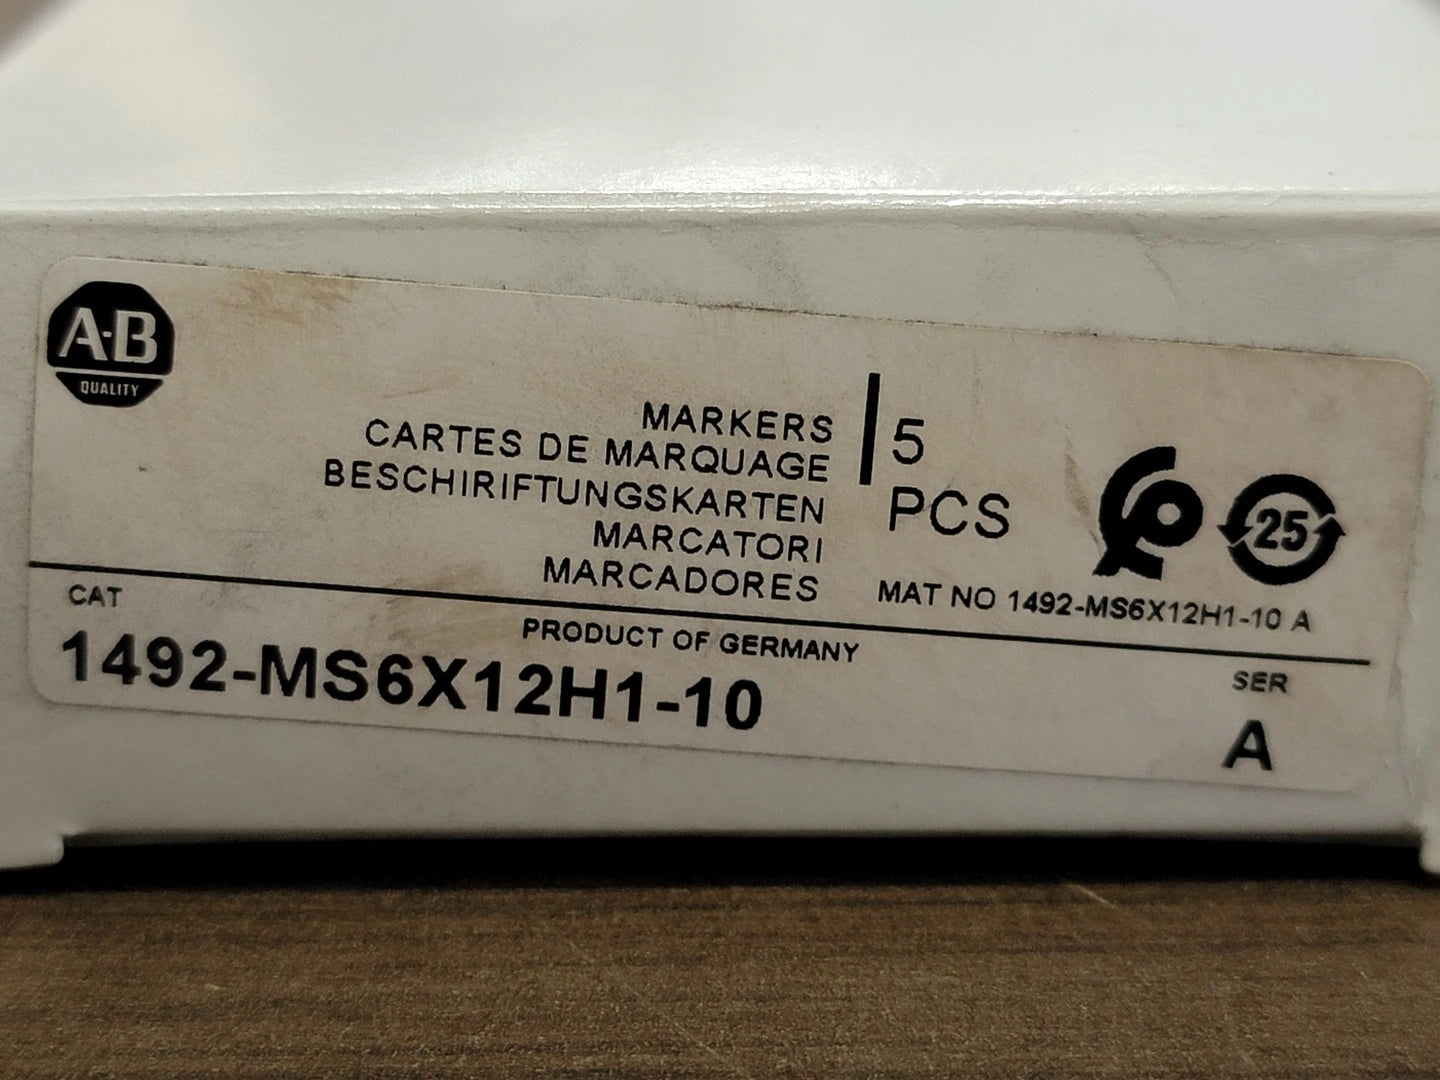 A-B
QUALITY
MARKERS
CARTES DE MARQUAGE
BESCHIRIFTUNGSKARTEN
MARCATORI
MARCADORES
5
PCS
25
MAT NO 1492-MS6X12H1-10 A
CAT
PRODUCT OF GERMANY
1492-MS6X12H1-10
SER
A